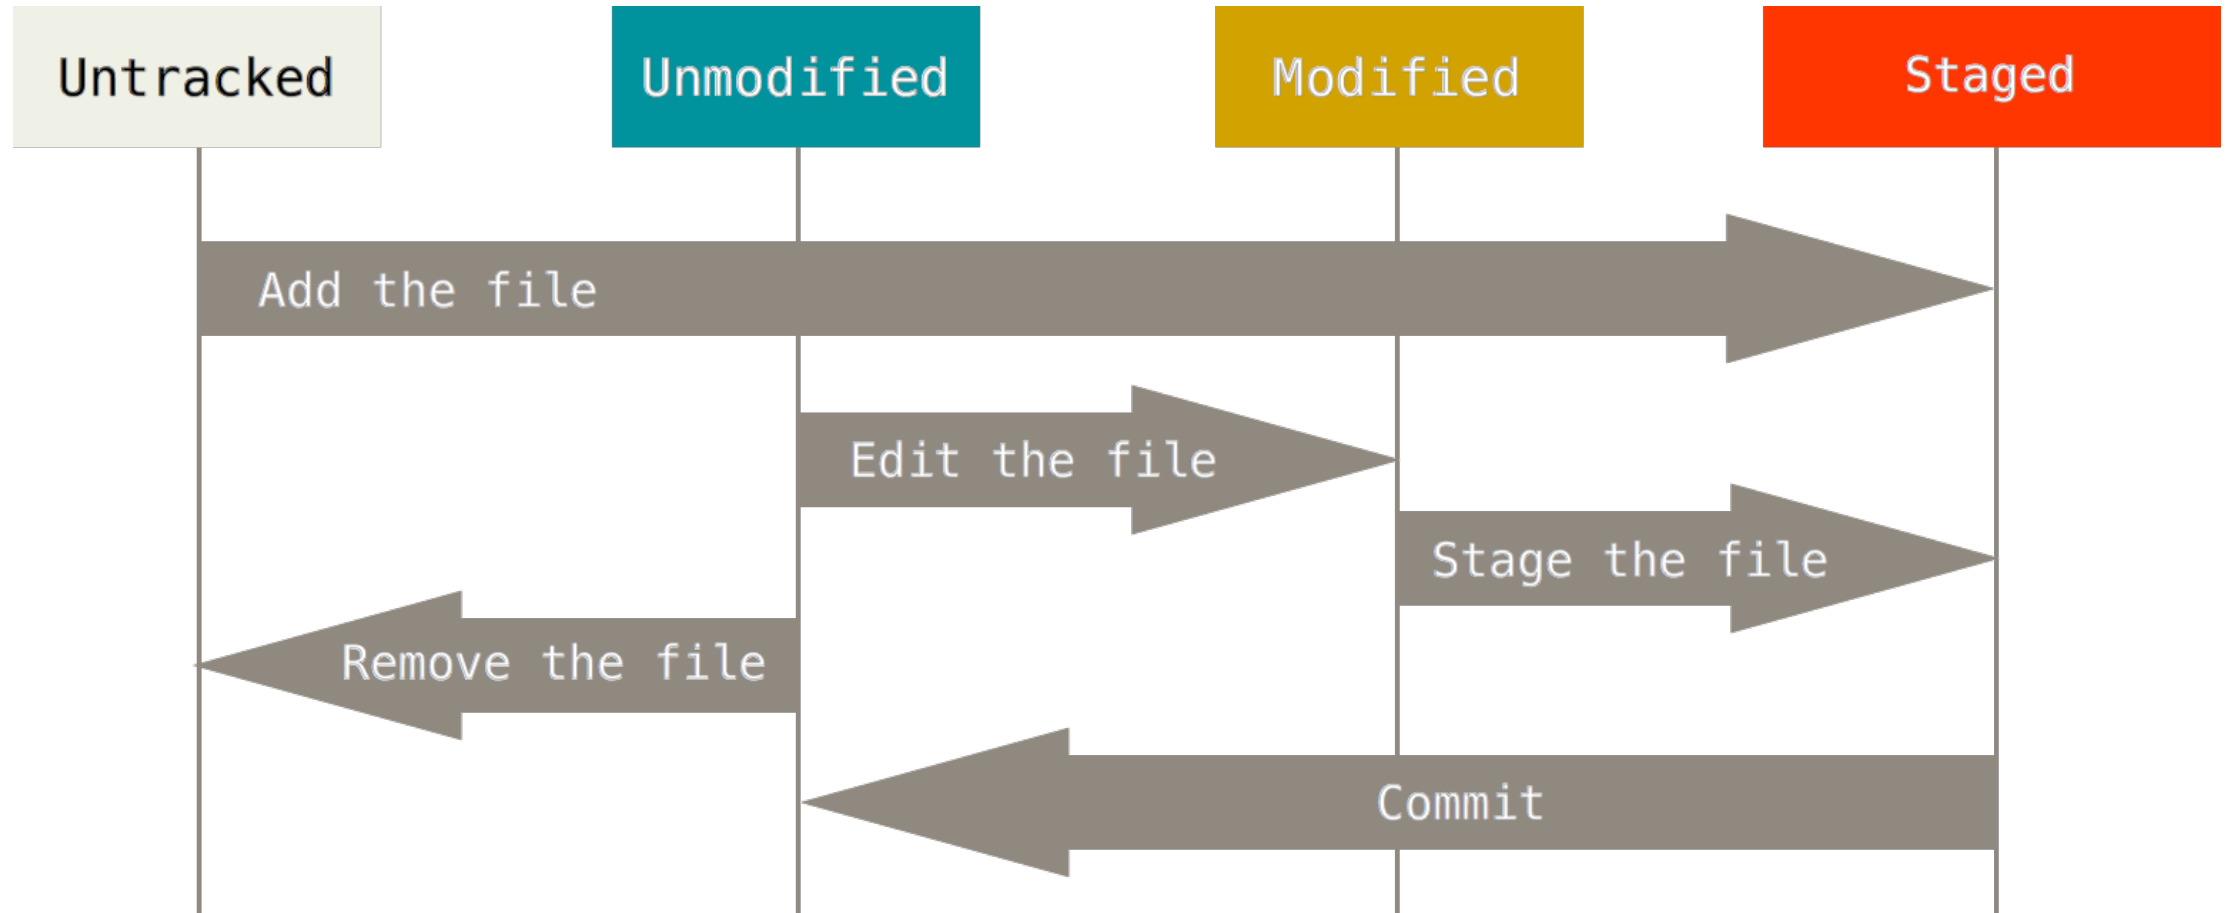 Untracked
Unmodified
Modified
Staged
Add the file
Edit the file
Stage the file
Remove the file
Commit